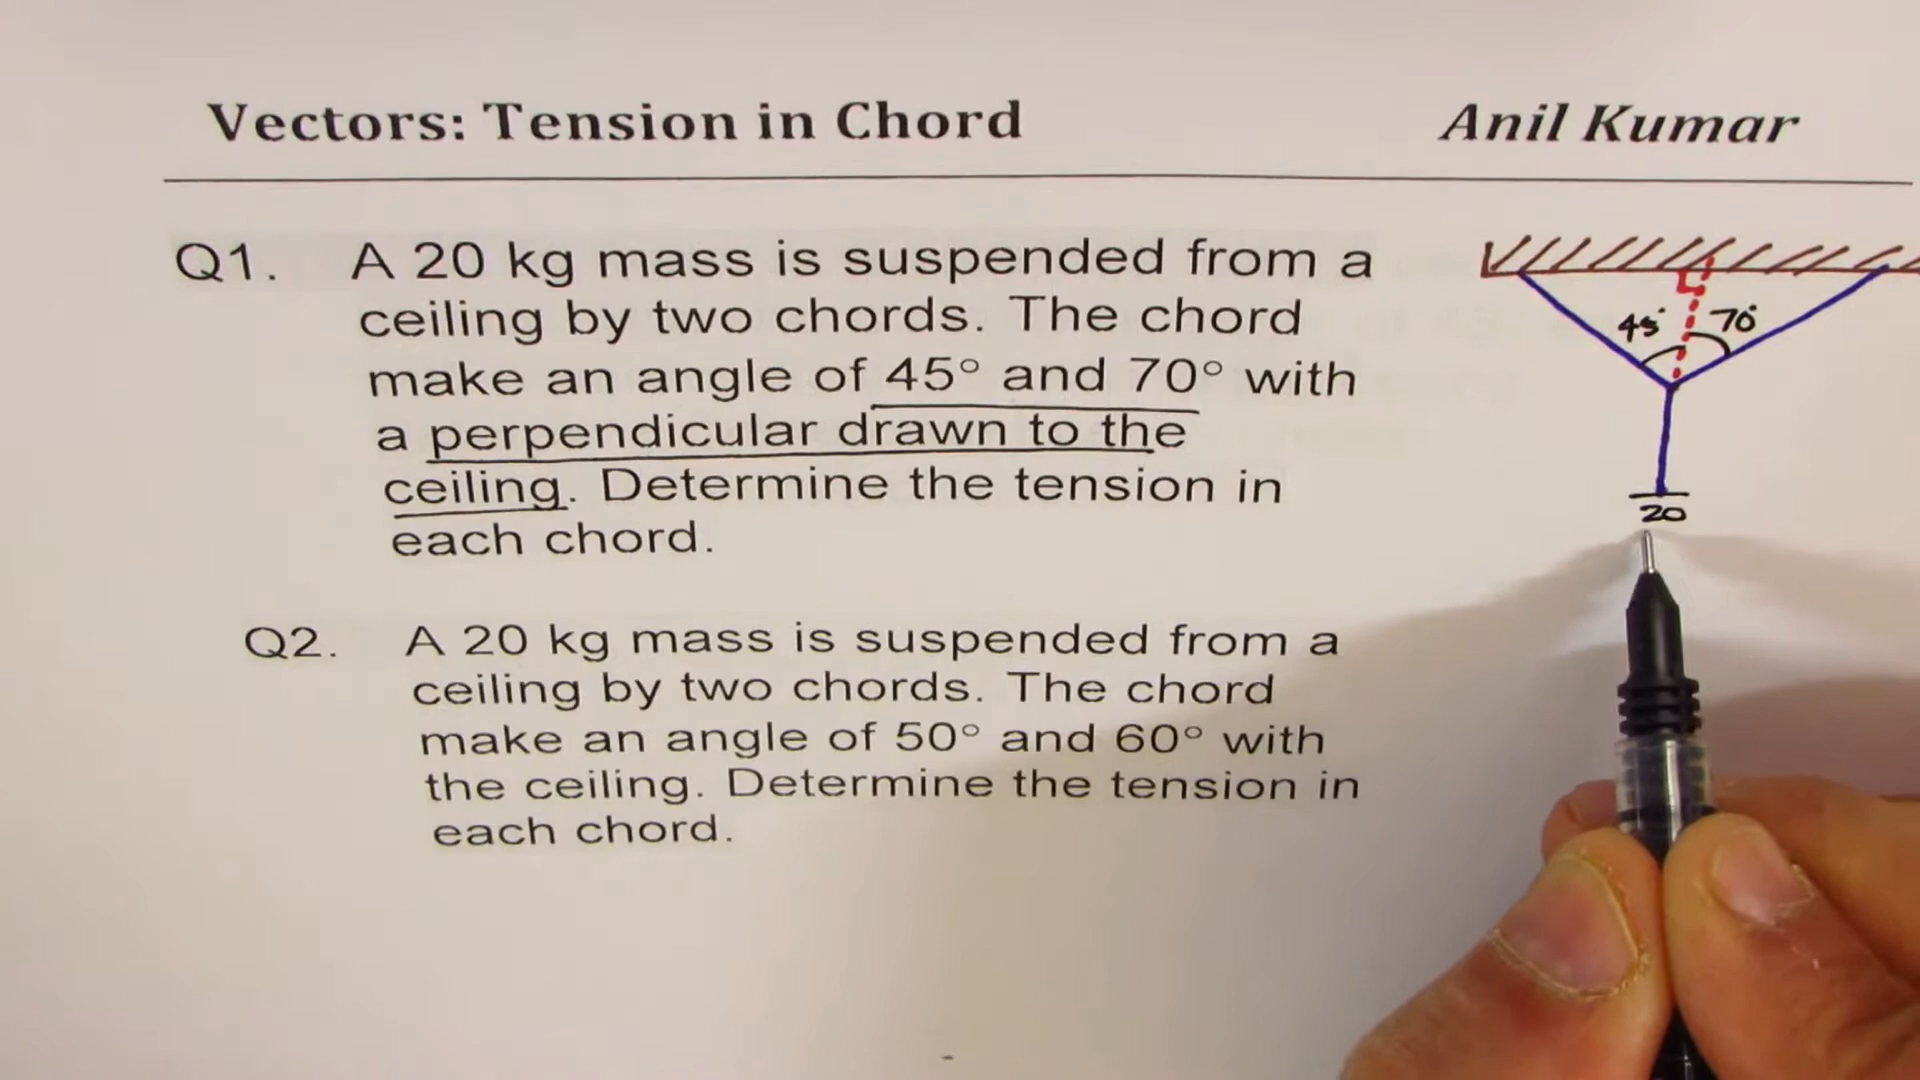 Vectors: Tension in Chord Anil Kumar
Q1. A 20 kg mass is suspended from a
ceiling by two chords. The chord
make an angle of 45° and 70° with
a perpendicular drawn to the
ceiling. Determine the tension in
each chord.
45° 70°
20
Q2. A 20 kg mass is suspended from a
ceiling by two chords. The chord
make an angle of 50° and 60° with
the ceiling. Determine the tension in
each chord.